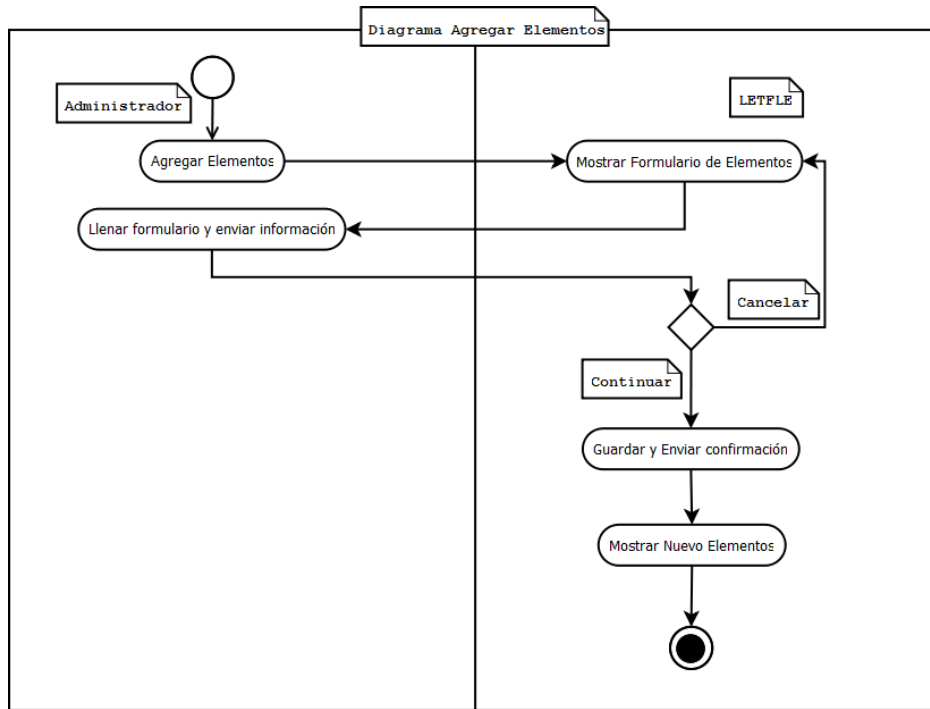 Diagrama Agregar Elementos
Administrador
LETFLE
Agregar Elementos
Mostrar Formulario de Elementos
Llenar formulario y enviar información
Cancelar
Continuar
Guardar y Enviar confirmación
Mostrar Nuevo Elementos